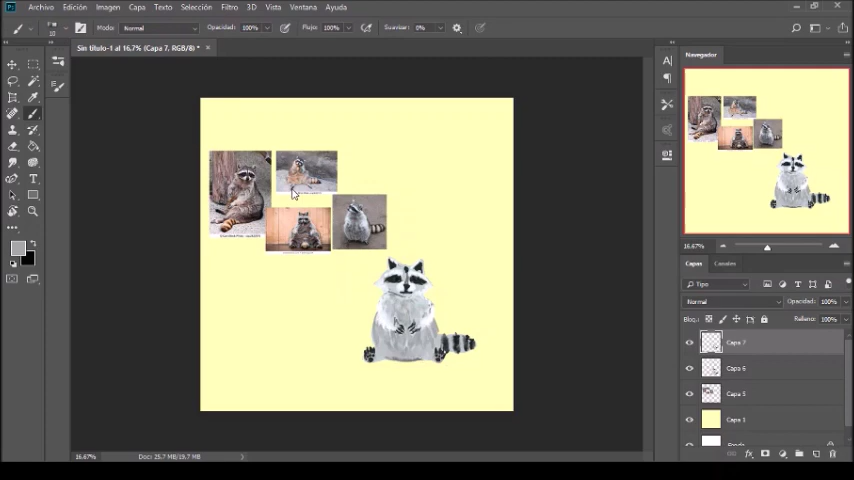 Ps Archivo Edición Imagen Capa Texto Selección Filtro 3D Vista Ventana Ayuda
10 Modo: Normal Opacidad: 100% Flujo: 100% Suavizar: 0%
Sin título-1 al 16.7% (Capa 7, RGB/8) *
Navegador
16.67%
Capas Canales
Tipo
Normal Opacidad: 100%
Bloq.: Relleno: 100%
Capa 7
Capa 6
Capa 5
Capa 1
Fondo
16.67% Doc: 25.7 MB/19.7 MB